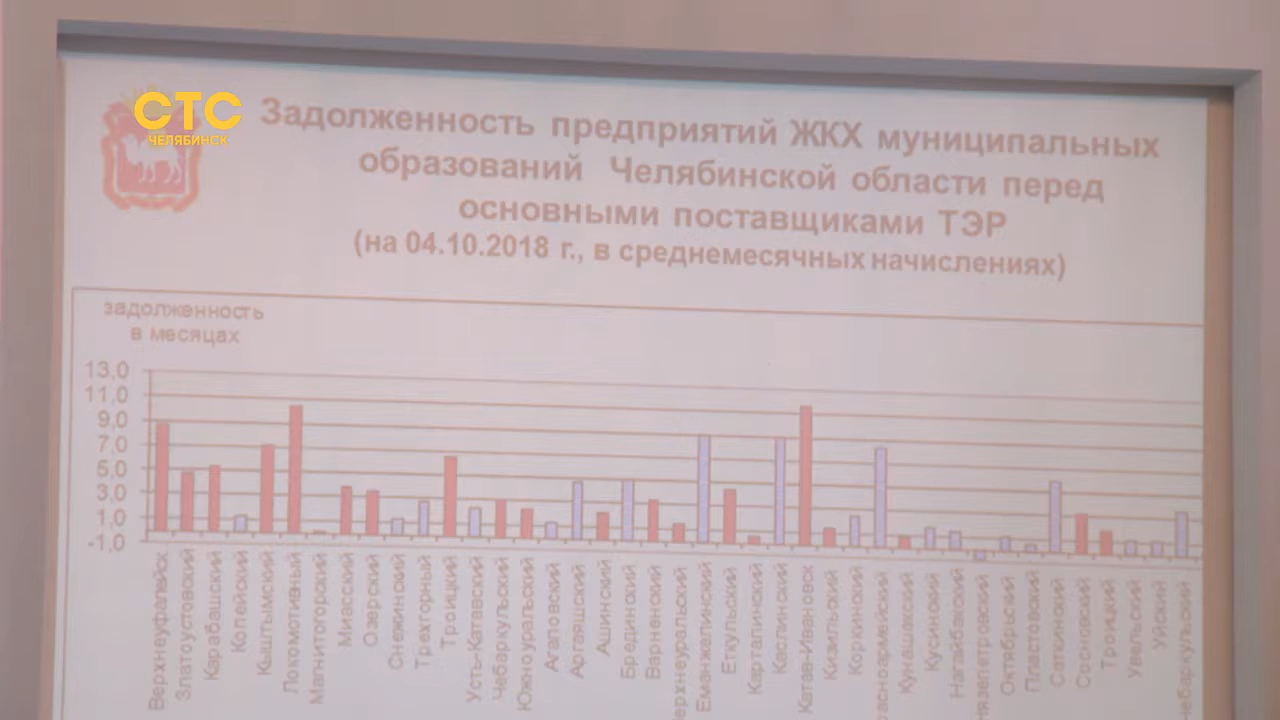 СТС
ЧЕЛЯБИНСК
Задолженность предприятий ЖКХ муниципальных
образований Челябинской области перед
основными поставщиками ТЭР
(на 04.10.2018 г., в среднемесячных начислениях)
задолженность
в месяцах
13,0
11,0
9,0
7,0
5,0
3,0
1,0
-1,0
Верхнеуфалейск
Златоустовский
Карабашский
Копейский
Кыштымский
Локомотивный
Магнитогорский
Миасский
Озерский
Снежинский
Трехгорный
Троицкий
Усть-Катавский
Чебаркульский
Южноуральский
Агаповский
Аргаяшский
Ашинский
Брединский
Варненский
ерхнеуральский
Еманжелинский
Еткульский
Карталинский
Каслинский
Катав-Ивановск
Кизильский
Коркинский
расноармейский
Кунашакский
Кусинский
Нагайбакский
нязепетровский
Октябрьский
Пластовский
Саткинский
Сосновский
Троицкий
Увельский
Уйский
чебаркульский